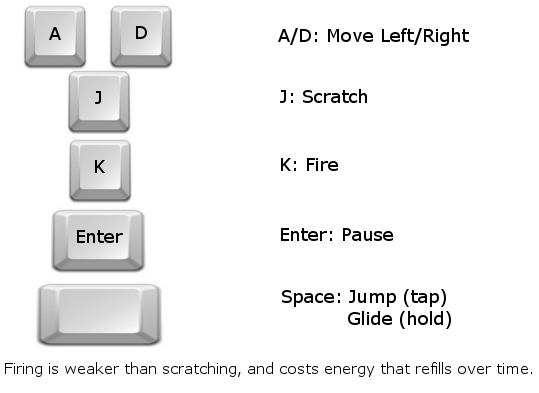 A D A/D: Move Left/Right
J J: Scratch
K K: Fire
Enter Enter: Pause
Space: Jump (tap)
Glide (hold)
Firing is weaker than scratching, and costs energy that refills over time.